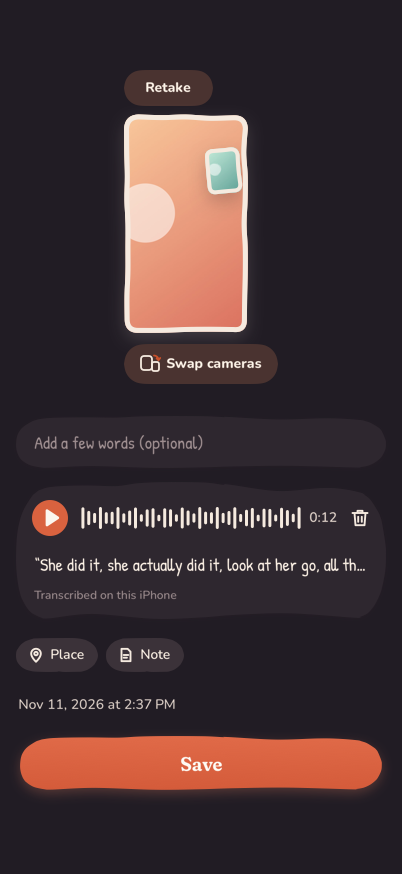 Retake
Swap cameras
Add a few words (optional)
0:12
“She did it, she actually did it, look at her go, all th...
Transcribed on this iPhone
Place
Note
Nov 11, 2026 at 2:37 PM
Save